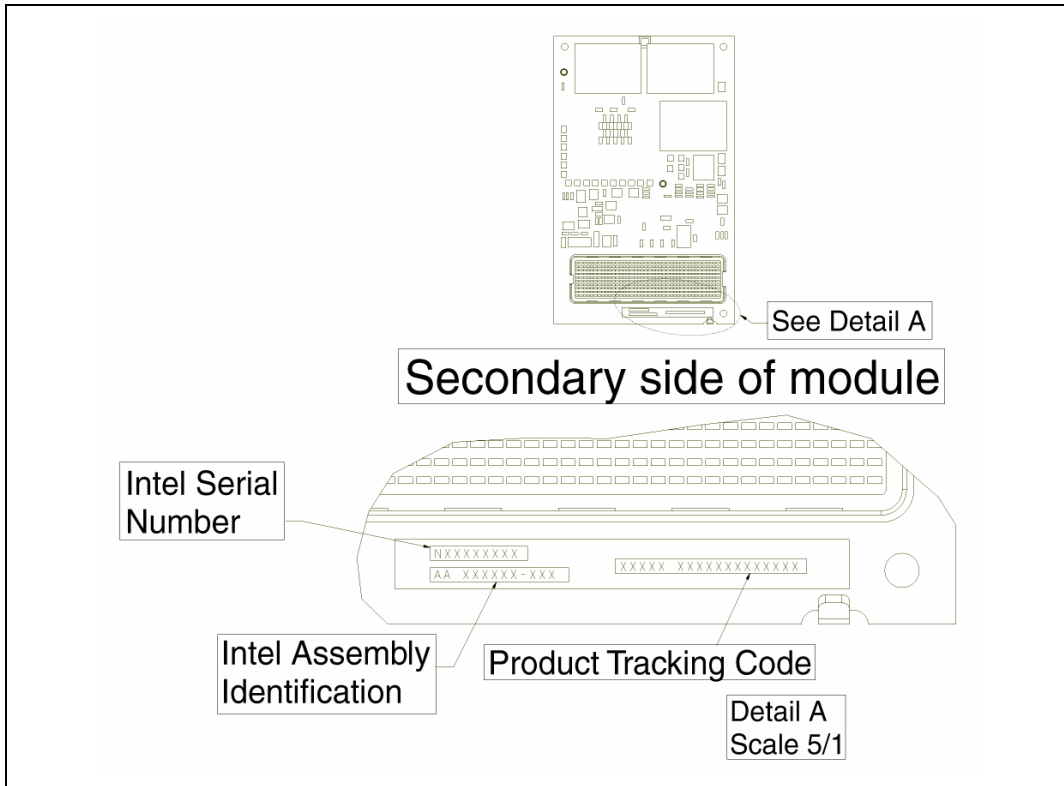 See Detail A
Secondary side of module
Intel Serial
Number
NXXXXXXXX
AA XXXXXX-XXX
XXXXX XXXXXXXXXXXXX
Intel Assembly
Identification
Product Tracking Code
Detail A
Scale 5/1